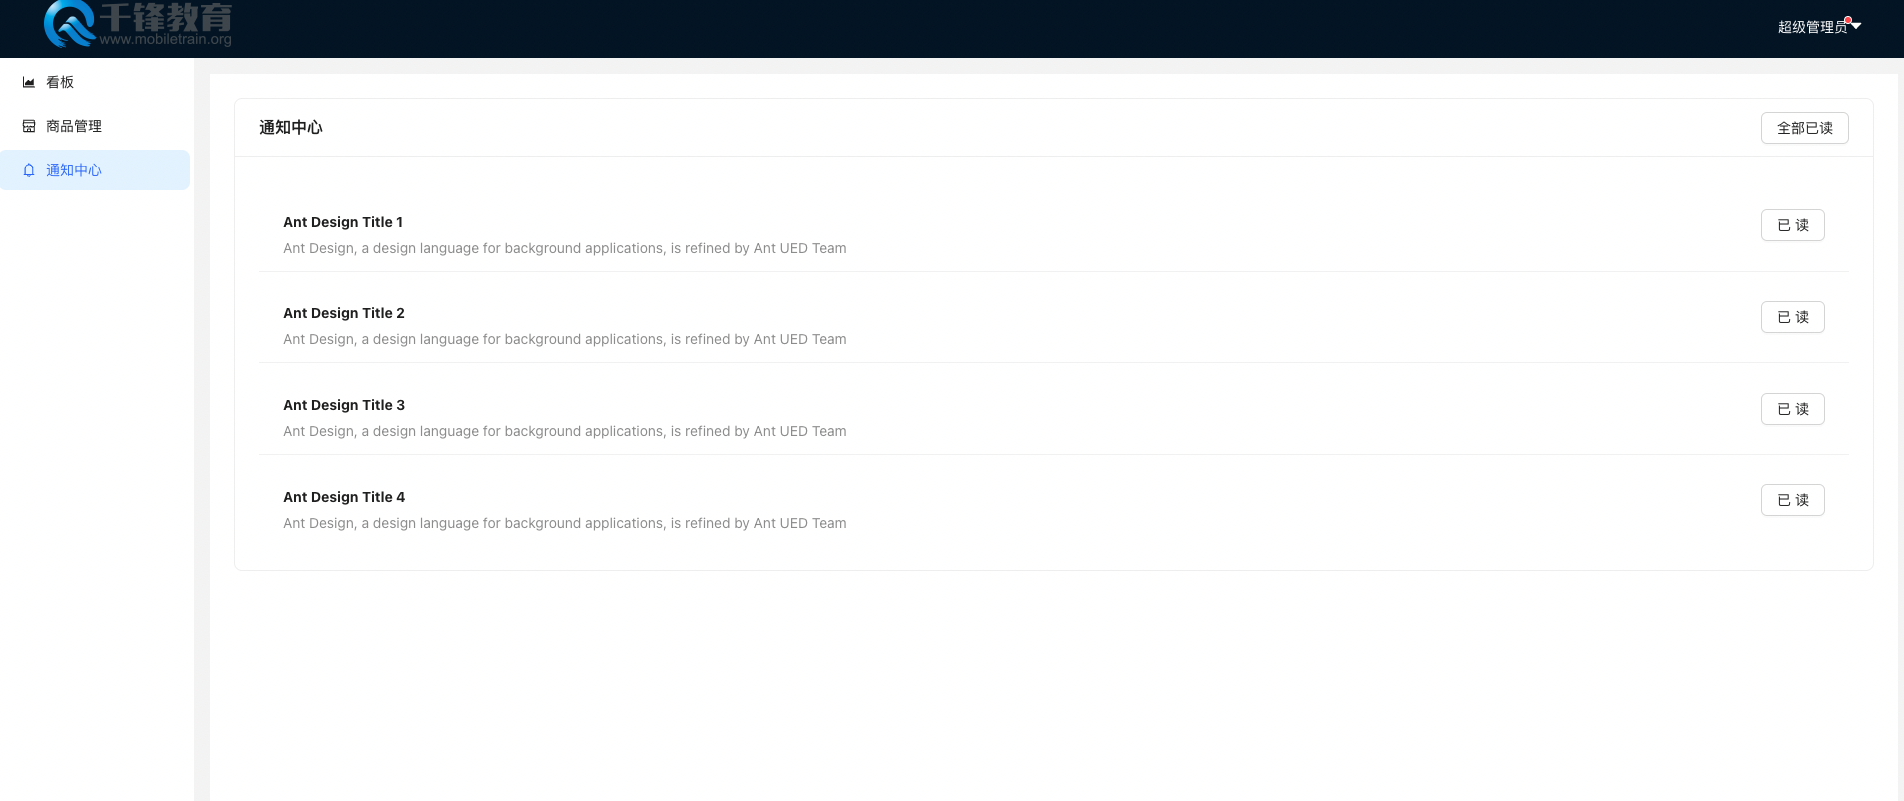 千锋教育
www.mobiletrain.org
超级管理员
看板
商品管理
通知中心
通知中心
全部已读
Ant Design Title 1
Ant Design, a design language for background applications, is refined by Ant UED Team
已 读
Ant Design Title 2
Ant Design, a design language for background applications, is refined by Ant UED Team
已 读
Ant Design Title 3
Ant Design, a design language for background applications, is refined by Ant UED Team
已 读
Ant Design Title 4
Ant Design, a design language for background applications, is refined by Ant UED Team
已 读